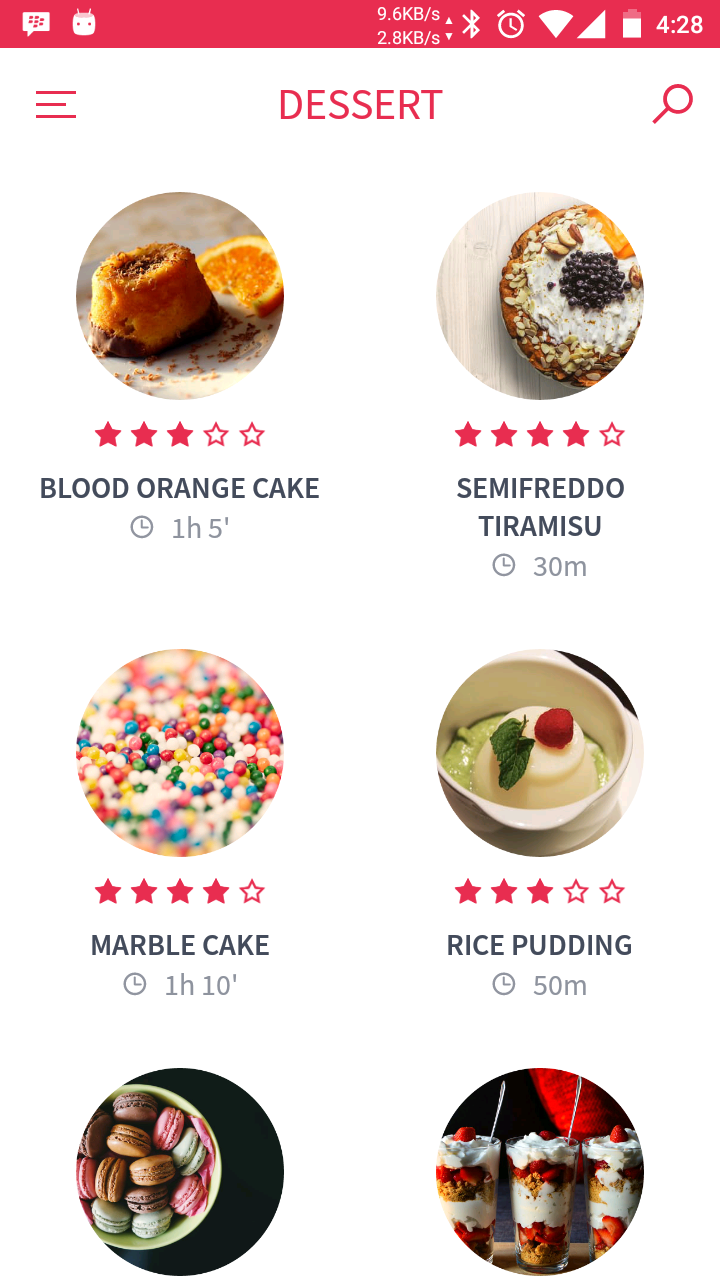 9.6KB/s
2.8KB/s
4:28
DESSERT
BLOOD ORANGE CAKE
1h 5'
SEMIFREDDO
TIRAMISU
30m
MARBLE CAKE
1h 10'
RICE PUDDING
50m